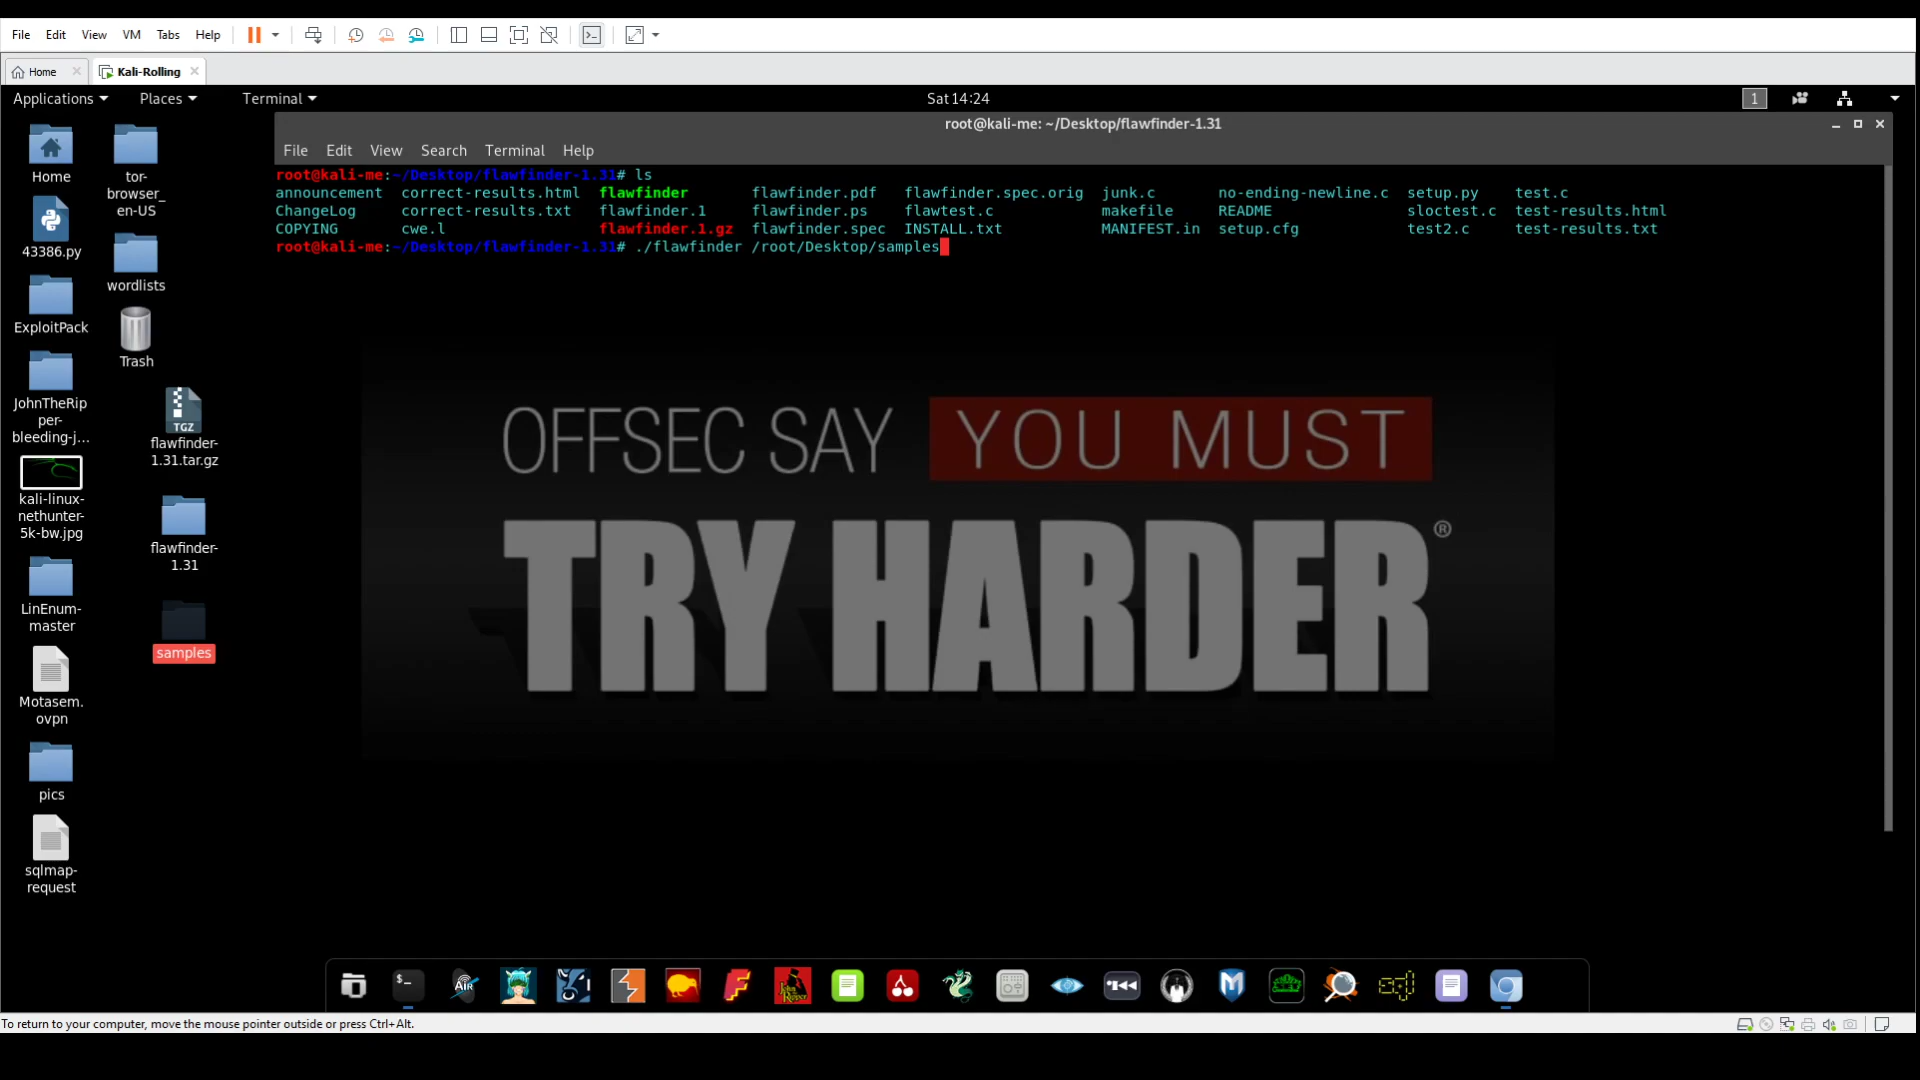 File Edit View VM Tabs Help
Home
Kali-Rolling
Applications Places Terminal Sat 14:24 1
root@kali-me: ~/Desktop/flawfinder-1.31
File Edit View Search Terminal Help
root@kali-me:~/Desktop/flawfinder-1.31# ls
announcement correct-results.html flawfinder flawfinder.pdf flawfinder.spec.orig junk.c no-ending-newline.c setup.py test.c
ChangeLog correct-results.txt flawfinder.1 flawfinder.ps flawtest.c makefile README sloctest.c test-results.html
COPYING cwe.l flawfinder.1.gz flawfinder.spec INSTALL.txt MANIFEST.in setup.cfg test2.c test-results.txt
root@kali-me:~/Desktop/flawfinder-1.31# ./flawfinder /root/Desktop/samples
Home
43386.py
ExploitPack
JohnTheRip
per-
bleeding-j...
kali-linux-
nethunter-
5k-bw.jpg
LinEnum-
master
Motasem.
ovpn
pics
sqlmap-
request
tor-
browser_
en-US
wordlists
Trash
TGZ
flawfinder-
1.31.tar.gz
flawfinder-
1.31
samples
OFFSEC SAY YOU MUST
TRY HARDER®
$_
AIR
To return to your computer, move the mouse pointer outside or press Ctrl+Alt.